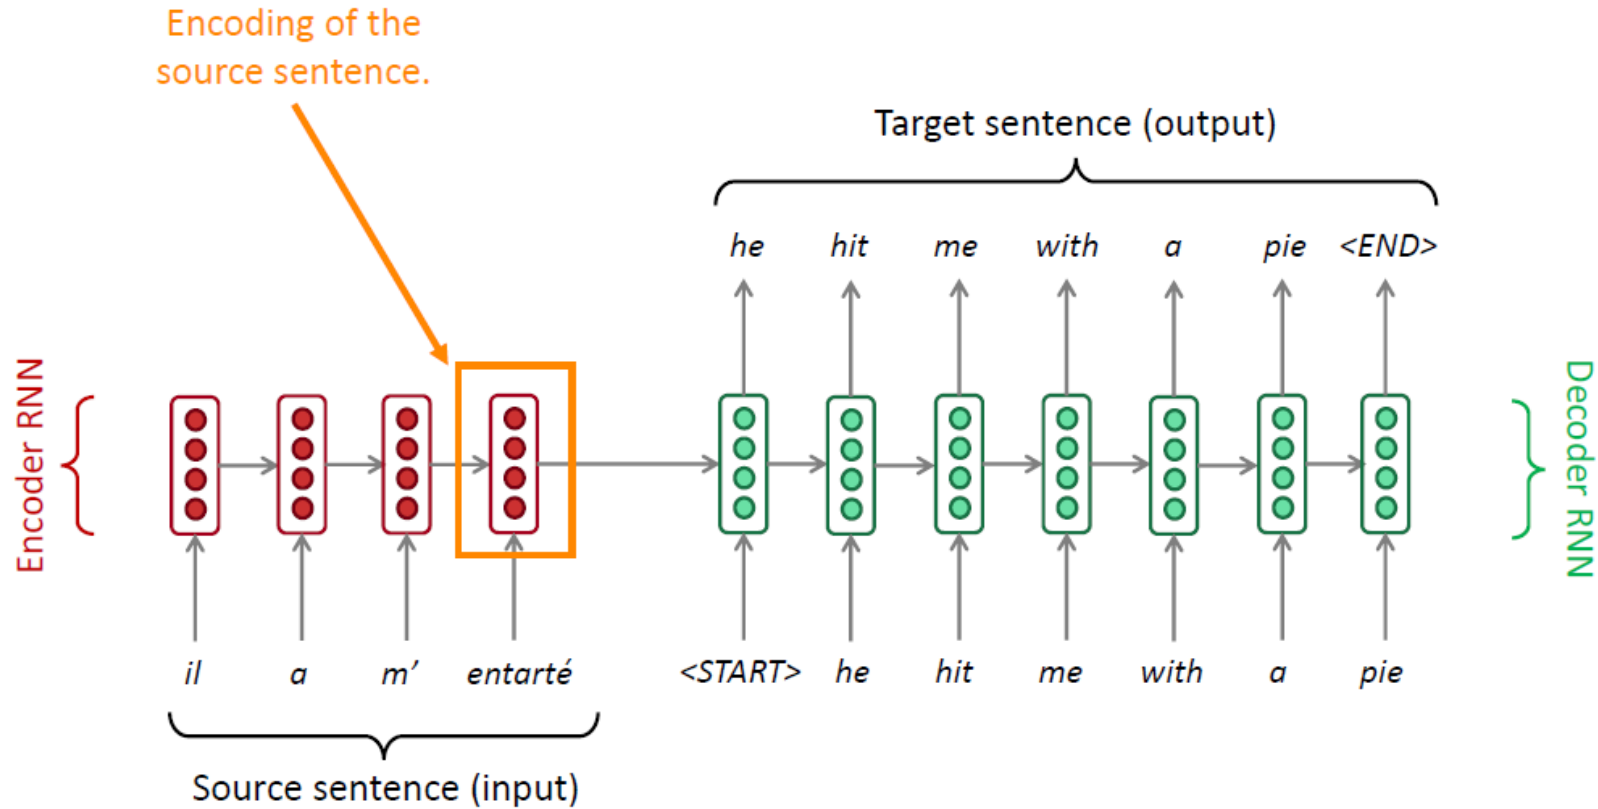 Encoding of the
source sentence.
Target sentence (output)
he hit me with a pie <END>
Encoder RNN
Decoder RNN
il a m’ entarté <START> he hit me with a pie
Source sentence (input)